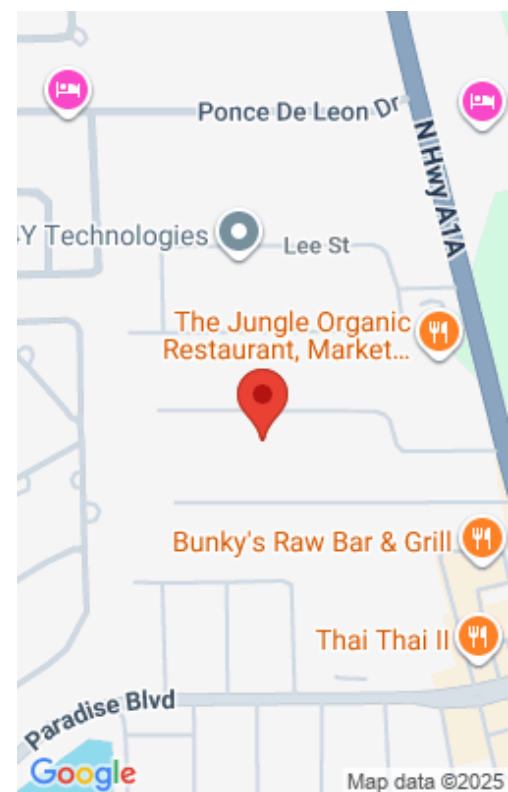 Ponce De Leon Dr
N Hwy A1A
Y Technologies
Lee St
The Jungle Organic
Restaurant, Market...
Bunky's Raw Bar & Grill
Thai Thai II
Paradise Blvd
Google
Map data ©2025